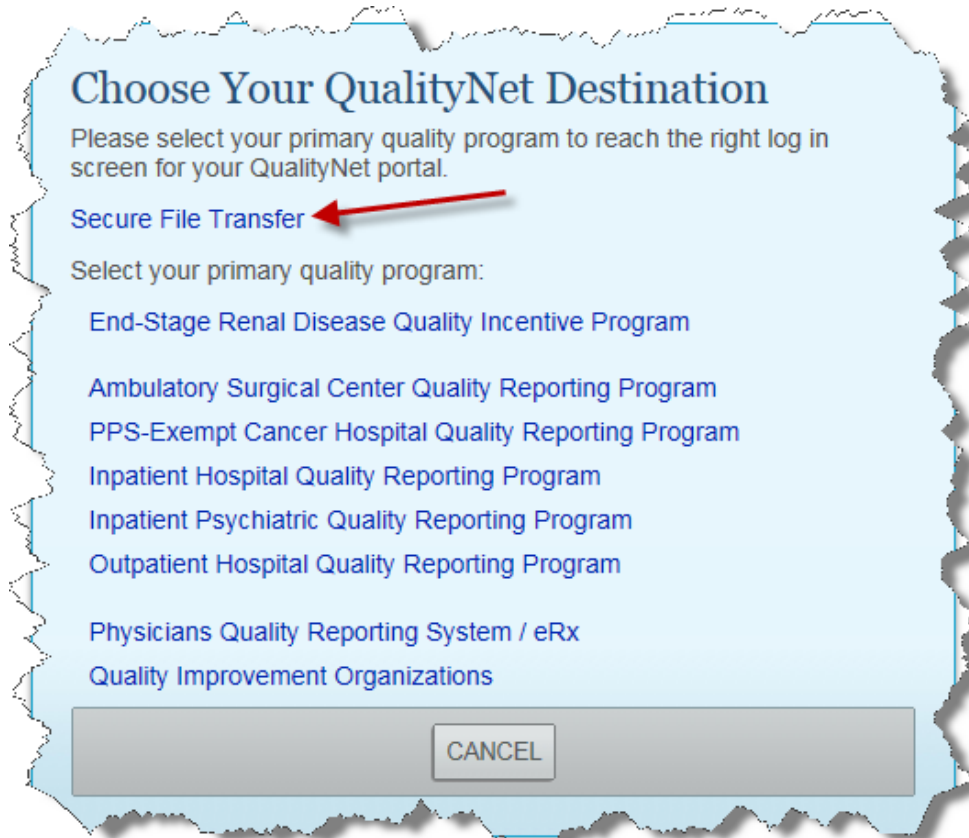 Choose Your QualityNet Destination
Please select your primary quality program to reach the right log in
screen for your QualityNet portal.
Secure File Transfer
Select your primary quality program:
End-Stage Renal Disease Quality Incentive Program
Ambulatory Surgical Center Quality Reporting Program
PPS-Exempt Cancer Hospital Quality Reporting Program
Inpatient Hospital Quality Reporting Program
Inpatient Psychiatric Quality Reporting Program
Outpatient Hospital Quality Reporting Program
Physicians Quality Reporting System / eRx
Quality Improvement Organizations
CANCEL